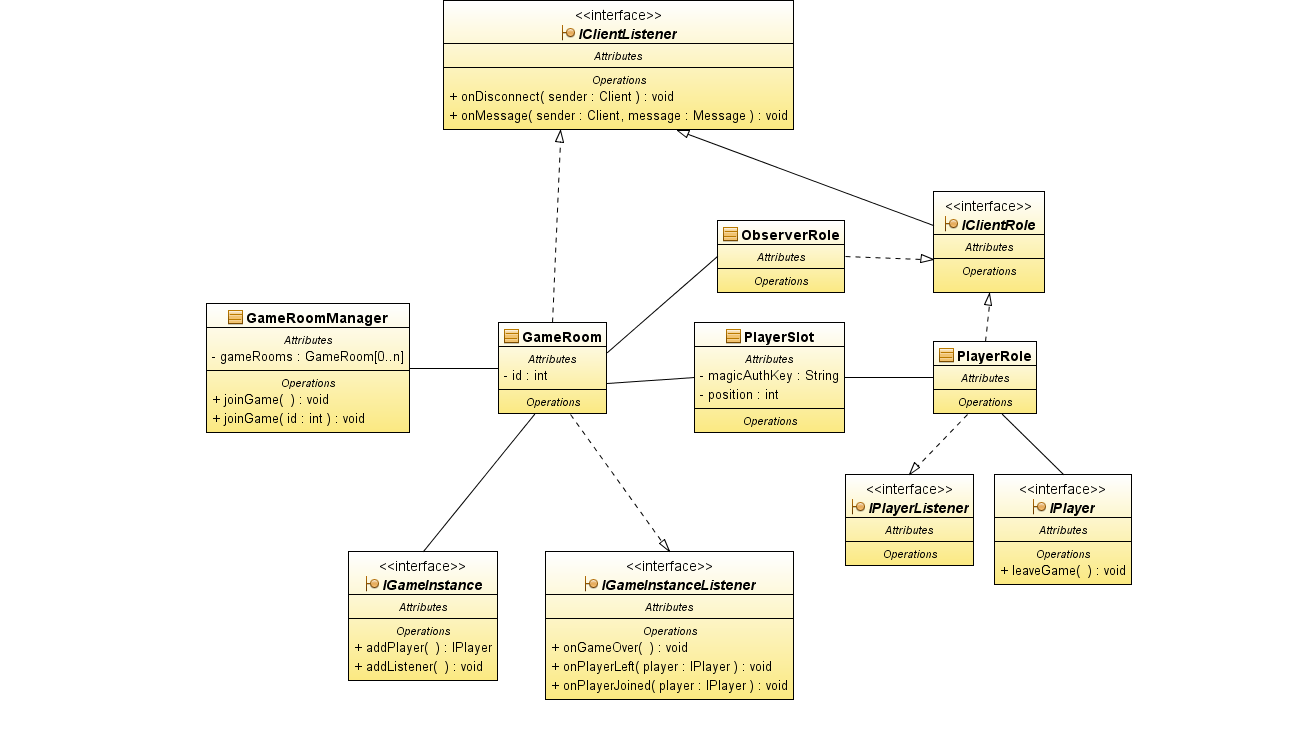 <<interface>>
IClientListener
Attributes
Operations
+ onDisconnect( sender : Client ) : void
+ onMessage( sender : Client, message : Message ) : void
<<interface>>
IClientRole
Attributes
Operations
ObserverRole
Attributes
Operations
GameRoomManager
Attributes
- gameRooms : GameRoom[0..n]
Operations
+ joinGame(  ) : void
+ joinGame( id : int ) : void
GameRoom
Attributes
- id : int
Operations
PlayerSlot
Attributes
- magicAuthKey : String
- position : int
Operations
PlayerRole
Attributes
Operations
<<interface>>
IPlayerListener
Attributes
Operations
<<interface>>
IPlayer
Attributes
Operations
+ leaveGame(  ) : void
<<interface>>
IGameInstance
Attributes
Operations
+ addPlayer(  ) : IPlayer
+ addListener(  ) : void
<<interface>>
IGameInstanceListener
Attributes
Operations
+ onGameOver(  ) : void
+ onPlayerLeft( player : IPlayer ) : void
+ onPlayerJoined( player : IPlayer ) : void